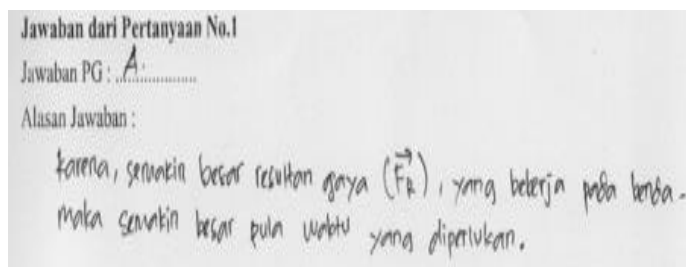 Jawaban dari Pertanyaan No.1
Jawaban PG : ..A................
Alasan Jawaban :
karena, semakin besar resultan gaya (F⃗R), yang bekerja pada benda.
Maka semakin besar pula waktu yang diperlukan.